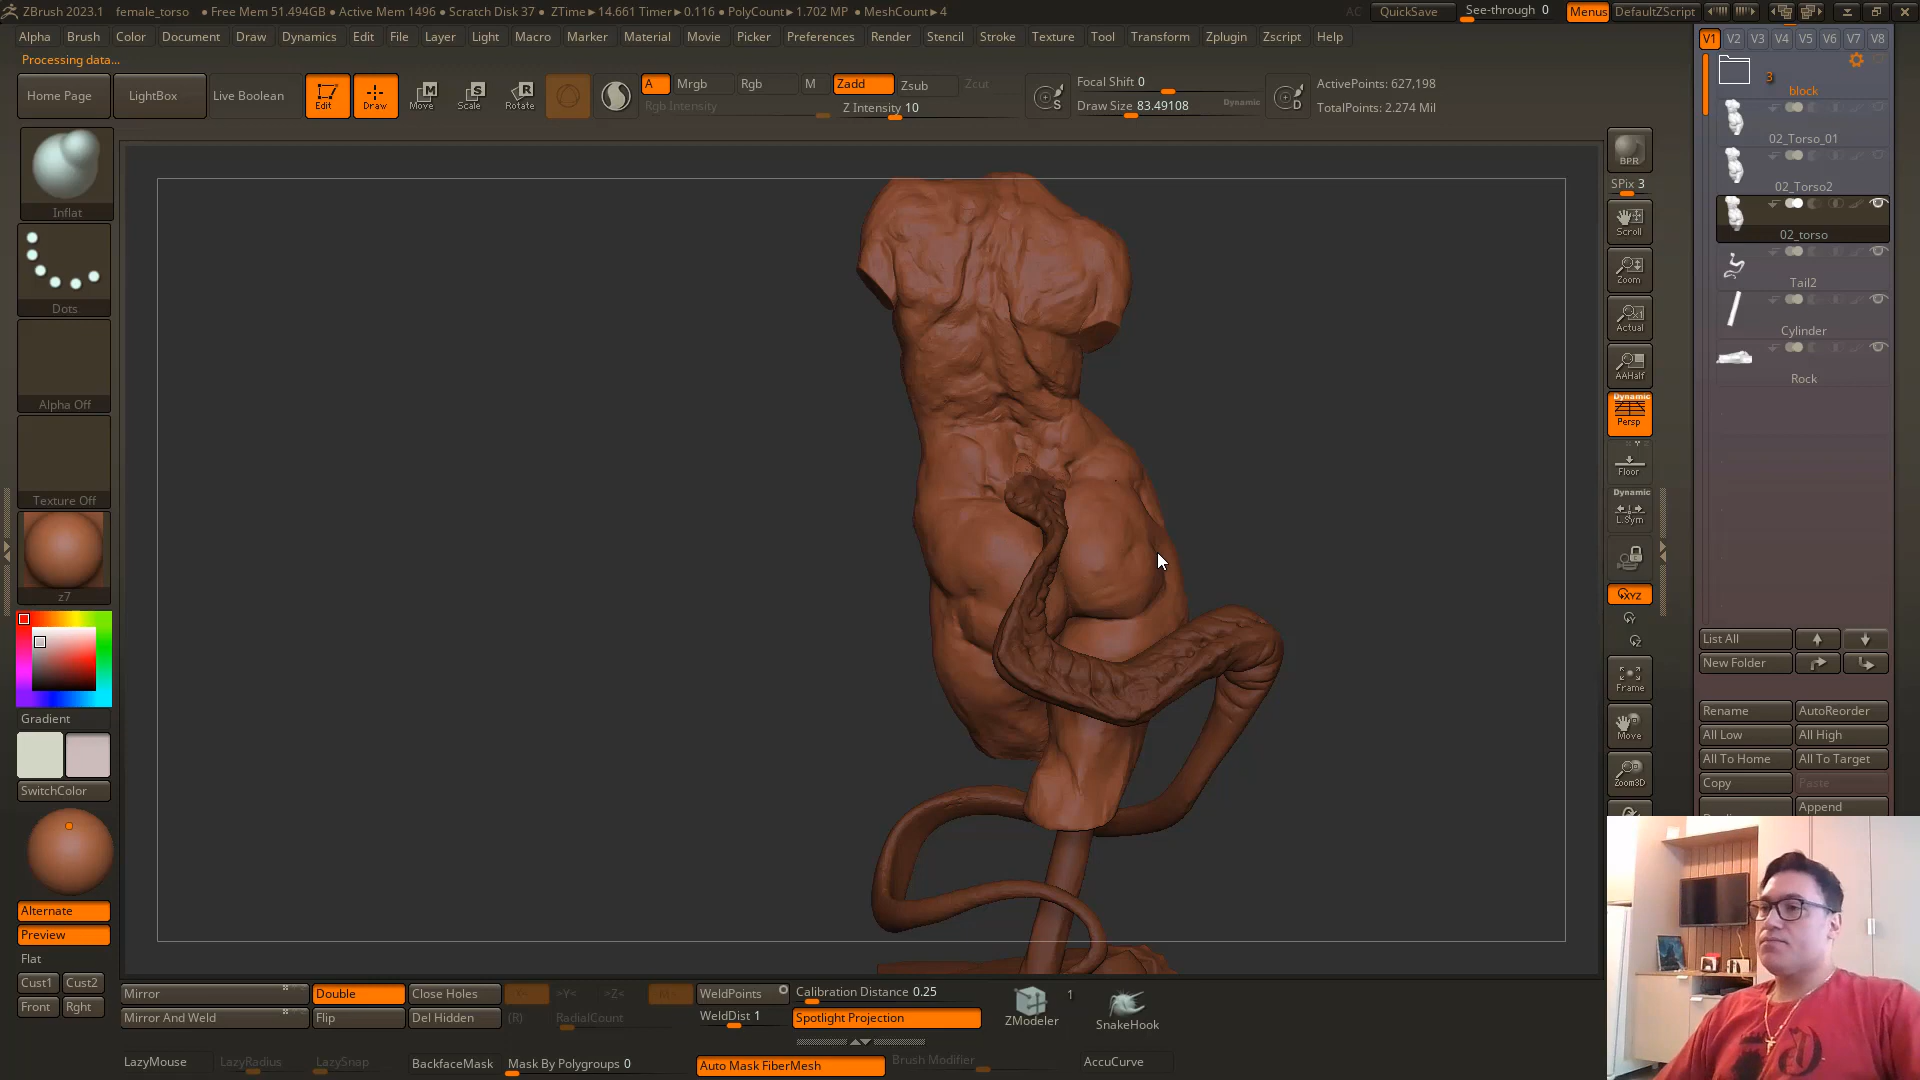 ZBrush 2023.1 female_torso • Free Mem 51.494GB • Active Mem 1496 • Scratch Disk 37 • ZTime▸14.661 Timer▸0.116 • PolyCount▸1.702 MP • MeshCount▸4
AC QuickSave See-through 0 Menus DefaultZScript
Alpha Brush Color Document Draw Dynamics Edit File Layer Light Macro Marker Material Movie Picker Preferences Render Stencil Stroke Texture Tool Transform Zplugin Zscript Help
Processing data...
Home Page LightBox Live Boolean Edit Draw Move Scale Rotate
A Mrgb Rgb M Zadd Zsub Zcut
Rgb Intensity Z Intensity 10
Focal Shift 0
Draw Size 83.49108 Dynamic
ActivePoints: 627,198
TotalPoints: 2.274 Mil
Inflat
Dots
Alpha Off
Texture Off
z7
Gradient
SwitchColor
Alternate
Preview
Flat
Cust1 Cust2
Front Rght
BPR
SPix 3
Scroll
Zoom
Actual
AAHalf
Dynamic
Persp
Floor
Dynamic
L.Sym
XYZ
Frame
Move
Zoom3D
V1 V2 V3 V4 V5 V6 V7 V8
3
block
02_Torso_01
02_Torso2
02_torso
Tail2
Cylinder
Rock
List All
New Folder
Rename AutoReorder
All Low All High
All To Home All To Target
Copy Paste
Append
Mirror Double Close Holes >Y< >Z< WeldPoints Calibration Distance 0.25
Mirror And Weld Flip Del Hidden (R) RadialCount WeldDist 1 Spotlight Projection
ZModeler 1 SnakeHook
LazyMouse LazyRadius LazySnap BackfaceMask Mask By Polygroups 0 Auto Mask FiberMesh Brush Modifier AccuCurve